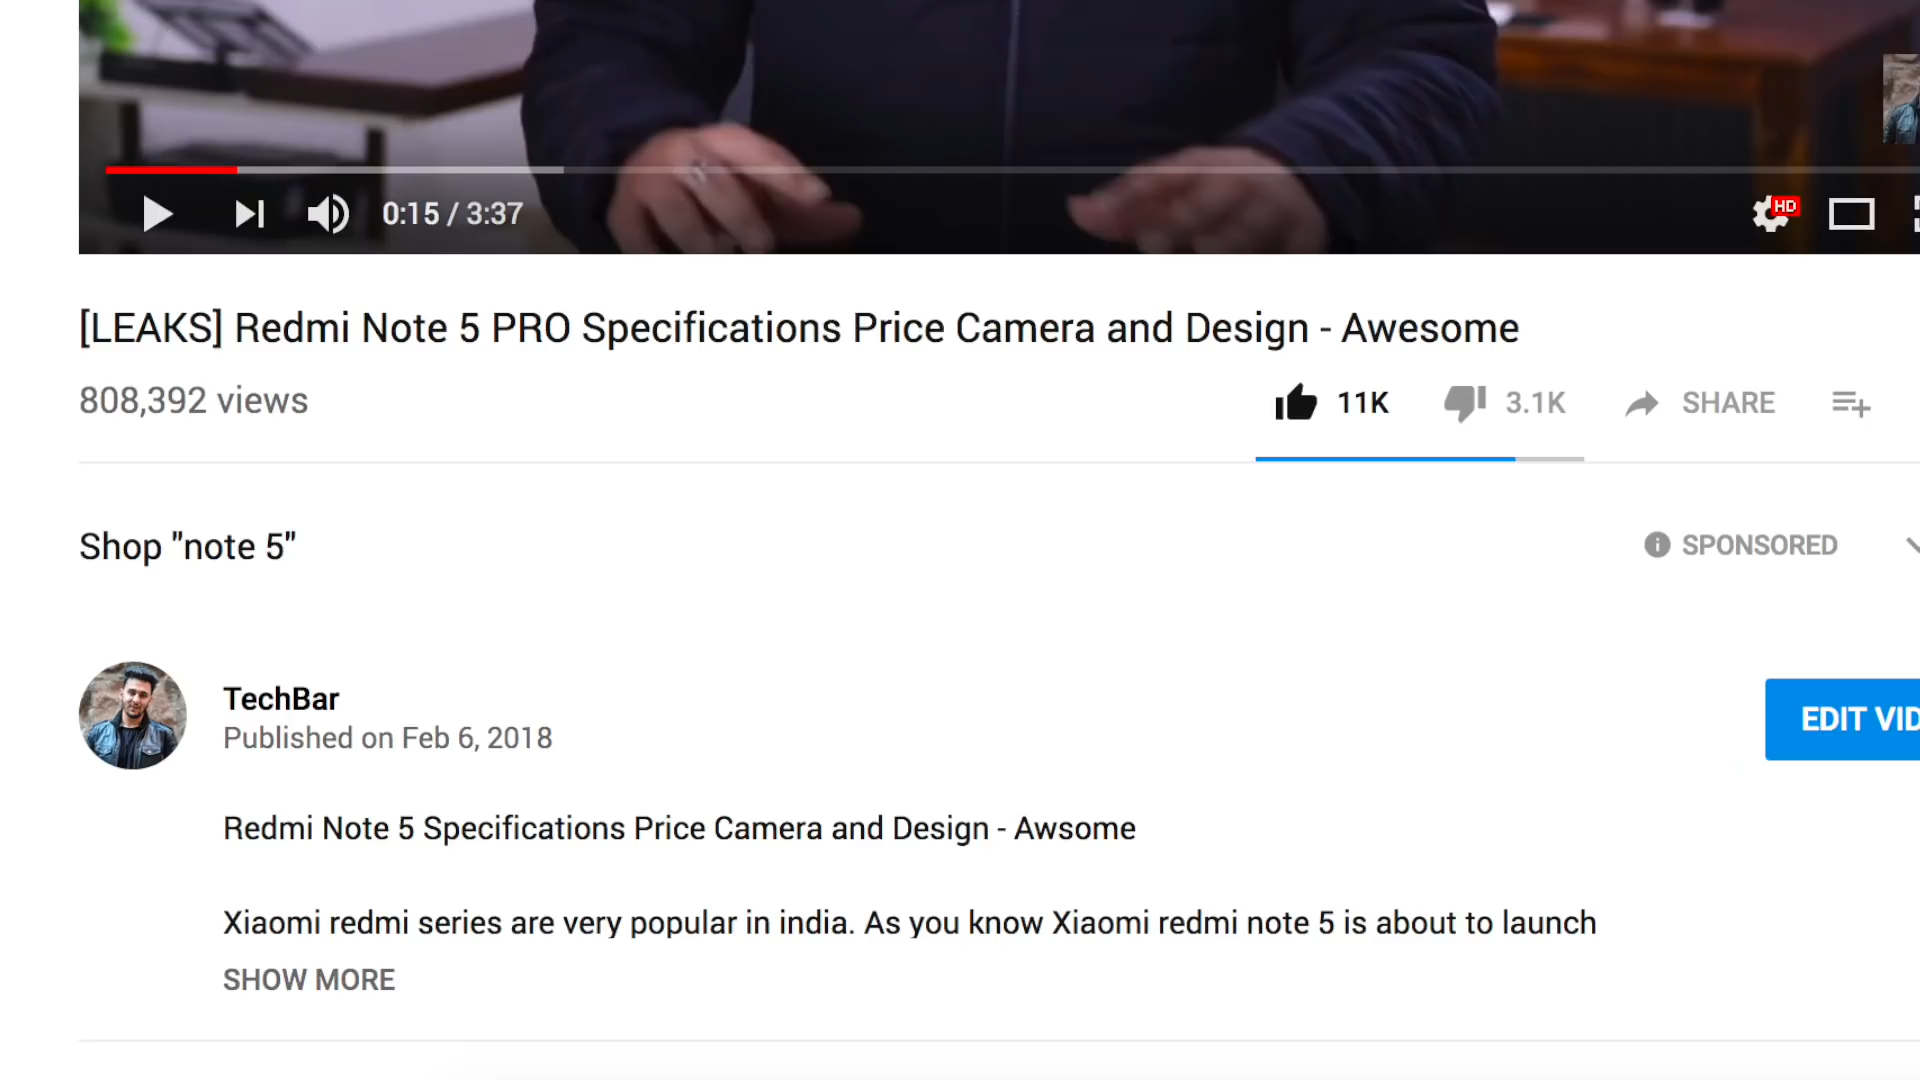 0:15 / 3:37
HD
[LEAKS] Redmi Note 5 PRO Specifications Price Camera and Design - Awesome
808,392 views
11K
3.1K
SHARE
Shop "note 5"
SPONSORED
TechBar
Published on Feb 6, 2018
EDIT VID
Redmi Note 5 Specifications Price Camera and Design - Awsome
Xiaomi redmi series are very popular in india. As you know Xiaomi redmi note 5 is about to launch
SHOW MORE